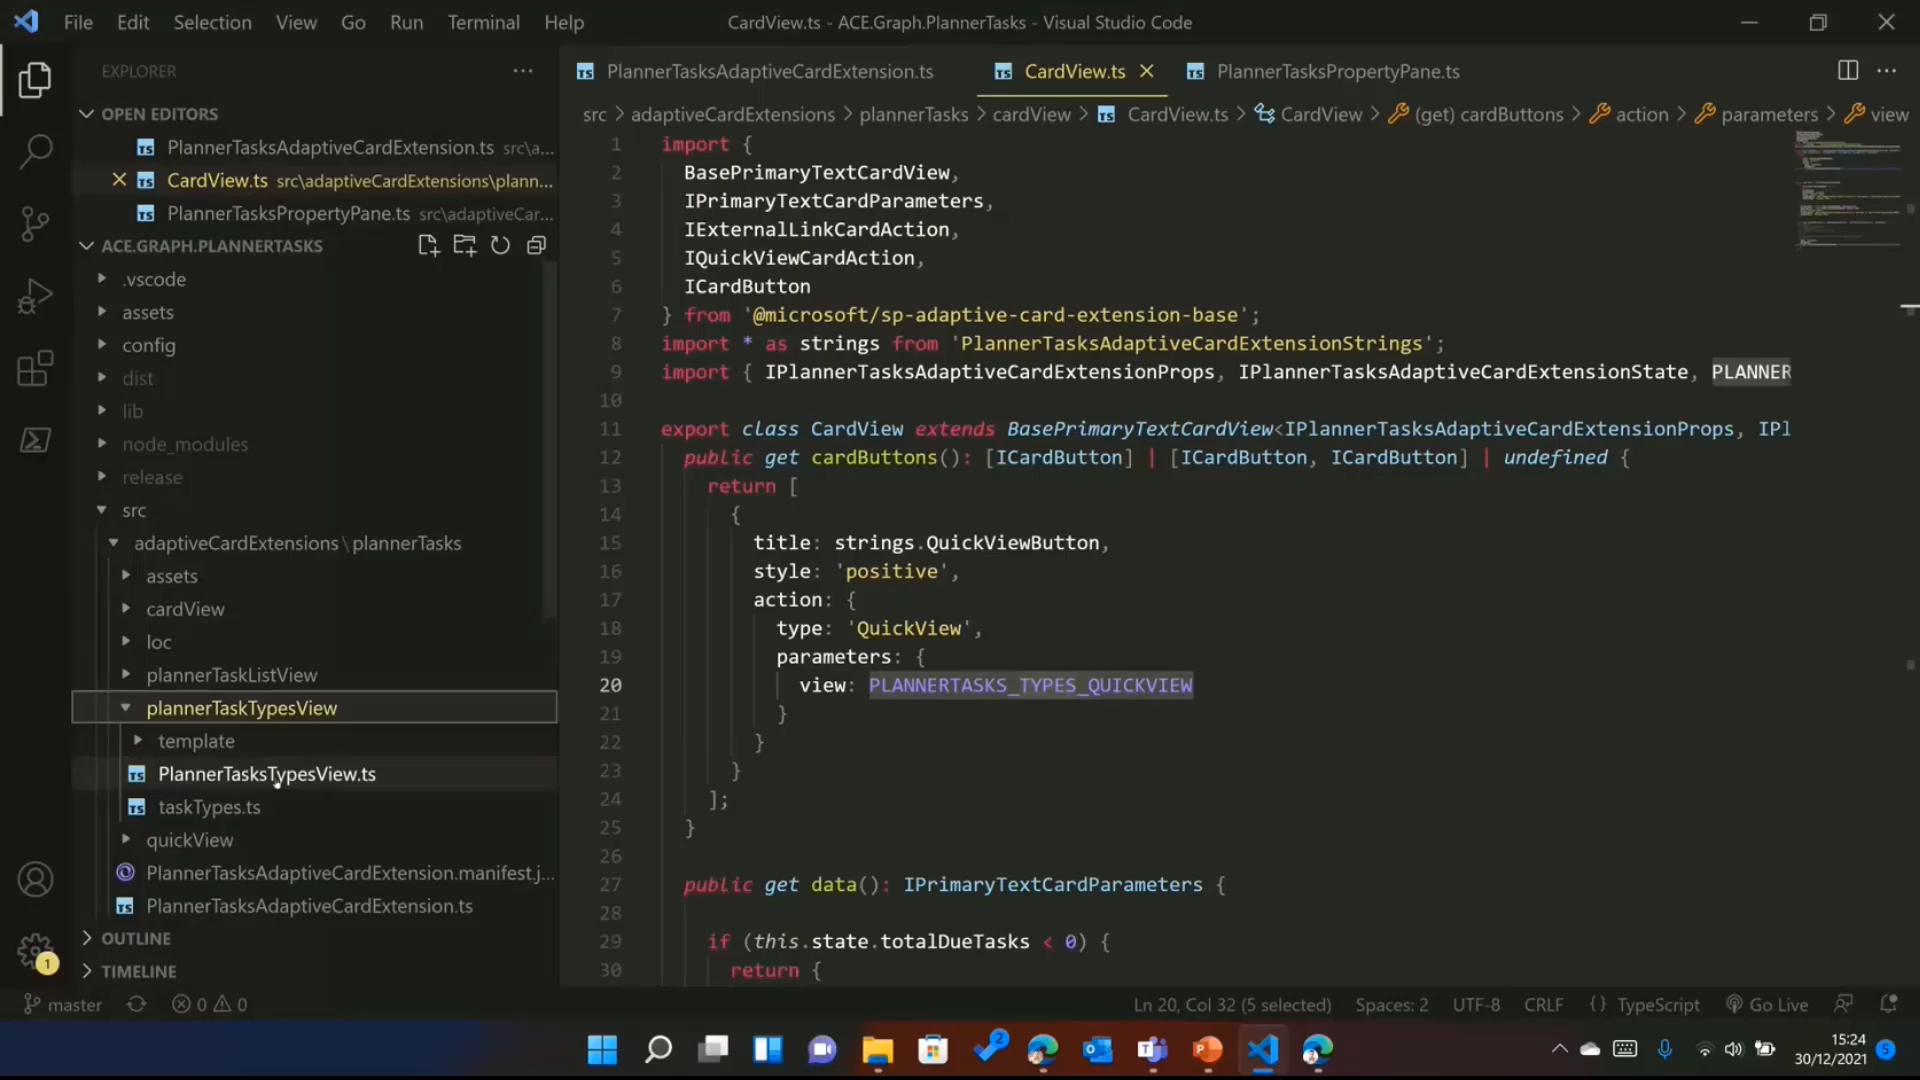 File Edit Selection View Go Run Terminal Help
CardView.ts - ACE.Graph.PlannerTasks - Visual Studio Code
EXPLORER
OPEN EDITORS
PlannerTasksAdaptiveCardExtension.ts src\a...
CardView.ts src\adaptiveCardExtensions\plann...
PlannerTasksPropertyPane.ts src\adaptiveCar...
ACE.GRAPH.PLANNERTASKS
.vscode
assets
config
dist
lib
node_modules
release
src
adaptiveCardExtensions\plannerTasks
assets
cardView
loc
plannerTaskListView
plannerTaskTypesView
template
PlannerTasksTypesView.ts
taskTypes.ts
quickView
PlannerTasksAdaptiveCardExtension.manifest.j...
PlannerTasksAdaptiveCardExtension.ts
OUTLINE
TIMELINE
PlannerTasksAdaptiveCardExtension.ts CardView.ts PlannerTasksPropertyPane.ts
src > adaptiveCardExtensions > plannerTasks > cardView > CardView.ts > CardView > (get) cardButtons > action > parameters > view
1 import {
2 BasePrimaryTextCardView,
3 IPrimaryTextCardParameters,
4 IExternalLinkCardAction,
5 IQuickViewCardAction,
6 ICardButton
7 } from '@microsoft/sp-adaptive-card-extension-base';
8 import * as strings from 'PlannerTasksAdaptiveCardExtensionStrings';
9 import { IPlannerTasksAdaptiveCardExtensionProps, IPlannerTasksAdaptiveCardExtensionState, PLANNER
10
11 export class CardView extends BasePrimaryTextCardView<IPlannerTasksAdaptiveCardExtensionProps, IPl
12 public get cardButtons(): [ICardButton] | [ICardButton, ICardButton] | undefined {
13 return [
14 {
15 title: strings.QuickViewButton,
16 style: 'positive',
17 action: {
18 type: 'QuickView',
19 parameters: {
20 view: PLANNERTASKS_TYPES_QUICKVIEW
21 }
22 }
23 }
24 ];
25 }
26
27 public get data(): IPrimaryTextCardParameters {
28
29 if (this.state.totalDueTasks < 0) {
30 return {
master 0 0 Ln 20, Col 32 (5 selected) Spaces: 2 UTF-8 CRLF {} TypeScript Go Live
1
2
15:24
30/12/2021
5